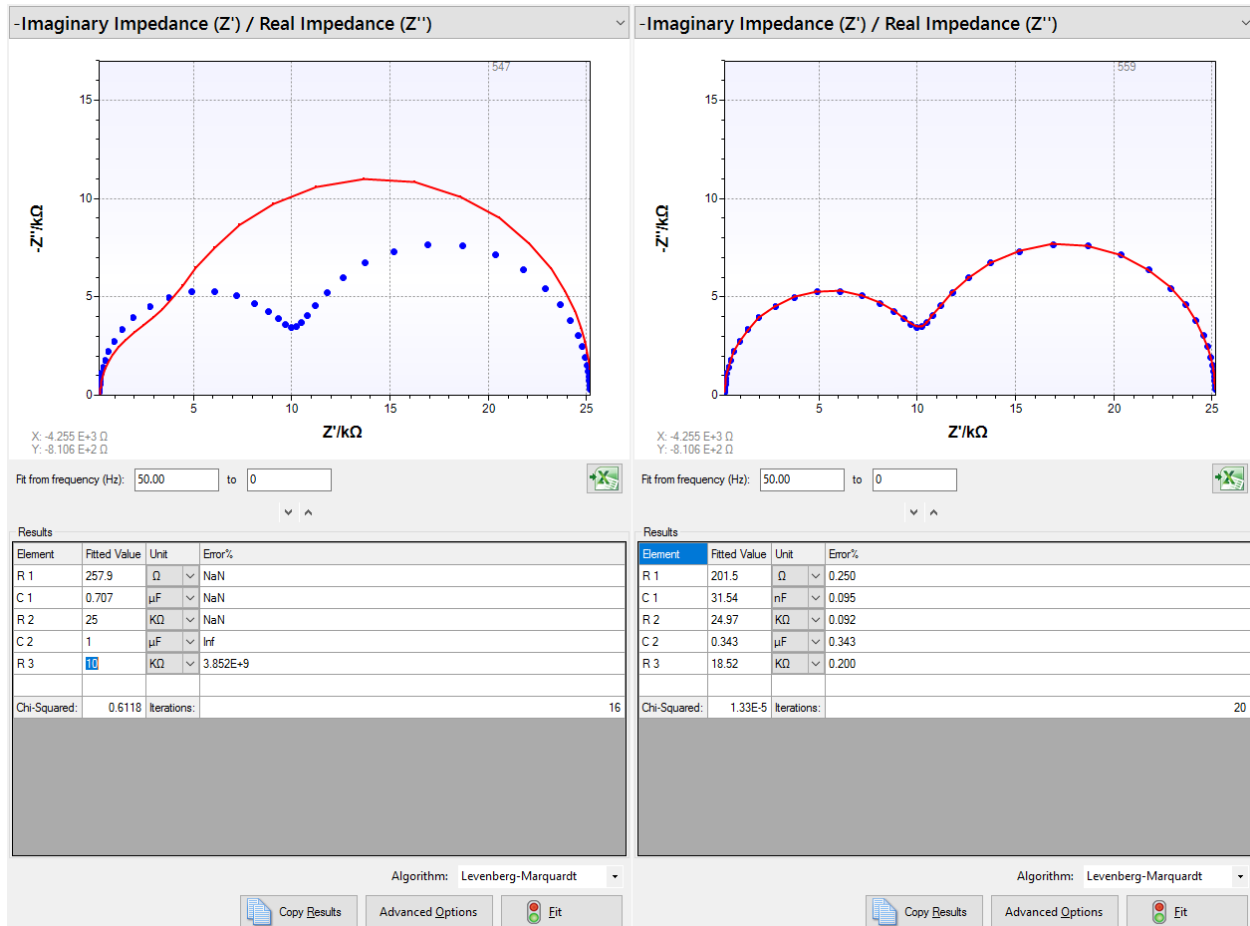 -Imaginary Impedance (Z') / Real Impedance (Z'')
547
15
10
5
0
5 10 15 20 25
-Z''/kΩ
Z'/kΩ
X: -4.255 E+3 Ω
Y: -8.106 E+2 Ω
Fit from frequency (Hz): 50.00 to 0
Results
Element Fitted Value Unit Error%
R 1 257.9 Ω NaN
C 1 0.707 µF NaN
R 2 25 KΩ NaN
C 2 1 µF Inf
R 3 10 KΩ 3.852E+9
Chi-Squared: 0.6118 Iterations: 16
Algorithm: Levenberg-Marquardt
Copy Results Advanced Options Fit
-Imaginary Impedance (Z') / Real Impedance (Z'')
559
15
10
5
0
5 10 15 20 25
-Z''/kΩ
Z'/kΩ
X: -4.255 E+3 Ω
Y: -8.106 E+2 Ω
Fit from frequency (Hz): 50.00 to 0
Results
Element Fitted Value Unit Error%
R 1 201.5 Ω 0.250
C 1 31.54 nF 0.095
R 2 24.97 KΩ 0.092
C 2 0.343 µF 0.343
R 3 18.52 KΩ 0.200
Chi-Squared: 1.33E-5 Iterations: 20
Algorithm: Levenberg-Marquardt
Copy Results Advanced Options Fit